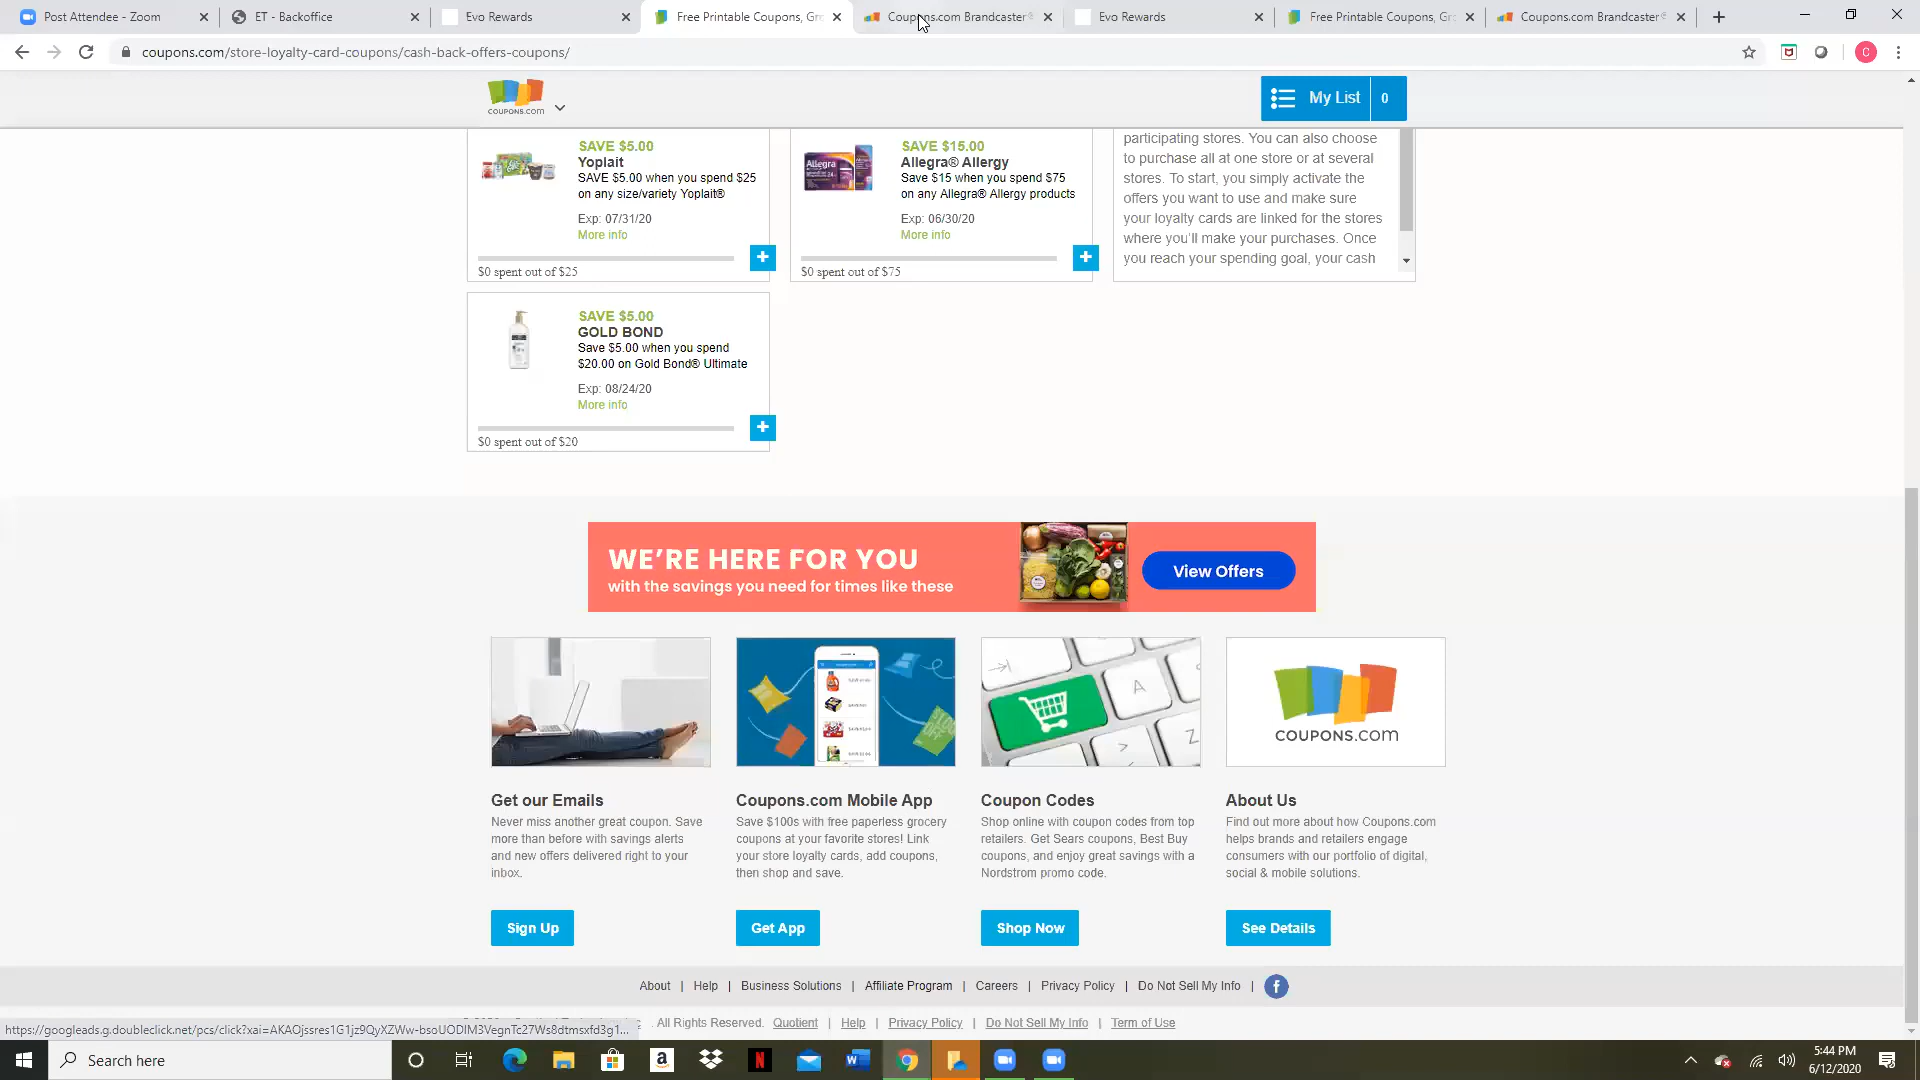 Post Attendee - Zoom
ET - Backoffice
Evo Rewards
Free Printable Coupons, Gr
Coupons.com Brandcaster
Evo Rewards
Free Printable Coupons, Gr
Coupons.com Brandcaster
coupons.com/store-loyalty-card-coupons/cash-back-offers-coupons/
C
COUPONS.COM
My List 0
SAVE $5.00
Yoplait
SAVE $5.00 when you spend $25
on any size/variety Yoplait®
Exp: 07/31/20
More info
$0 spent out of $25
SAVE $15.00
Allegra® Allergy
Save $15 when you spend $75
on any Allegra® Allergy products
Exp: 06/30/20
More info
$0 spent out of $75
participating stores. You can also choose
to purchase all at one store or at several
stores. To start, you simply activate the
offers you want to use and make sure
your loyalty cards are linked for the stores
where you'll make your purchases. Once
you reach your spending goal, your cash
SAVE $5.00
GOLD BOND
Save $5.00 when you spend
$20.00 on Gold Bond® Ultimate
Exp: 08/24/20
More info
$0 spent out of $20
WE'RE HERE FOR YOU
with the savings you need for times like these
View Offers
COUPONS.com
Get our Emails
Never miss another great coupon. Save
more than before with savings alerts
and new offers delivered right to your
inbox.
Sign Up
Coupons.com Mobile App
Save $100s with free paperless grocery
coupons at your favorite stores! Link
your store loyalty cards, add coupons,
then shop and save.
Get App
Coupon Codes
Shop online with coupon codes from top
retailers. Get Sears coupons, Best Buy
coupons, and enjoy great savings with a
Nordstrom promo code.
Shop Now
About Us
Find out more about how Coupons.com
helps brands and retailers engage
consumers with our portfolio of digital,
social & mobile solutions.
See Details
About | Help | Business Solutions | Affiliate Program | Careers | Privacy Policy | Do Not Sell My Info |
. All Rights Reserved. Quotient | Help | Privacy Policy | Do Not Sell My Info | Term of Use
https://googleads.g.doubleclick.net/pcs/click?xai=AKAOjssres1G1jz9QyXZWw-bsoUODlM3VegnTc27Ws8dtmsxfd3g1...
Search here
5:44 PM
6/12/2020